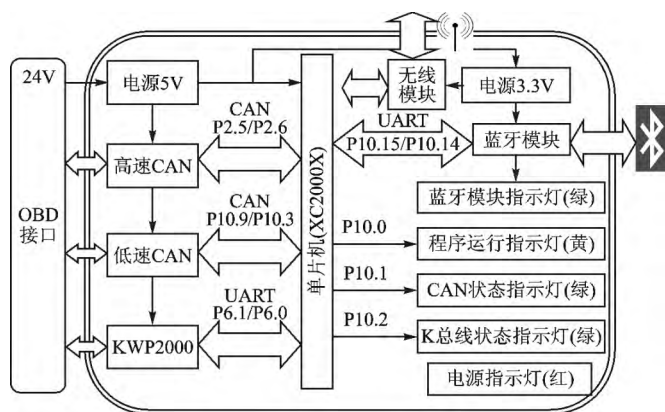 24V
OBD
接口
电源5V
高速CAN
低速CAN
KWP2000
CAN
P2.5/P2.6
CAN
P10.9/P10.3
UART
P6.1/P6.0
单片机(XC2000X)
无线
模块
电源3.3V
UART
P10.15/P10.14
蓝牙模块
蓝牙模块指示灯(绿)
P10.0
程序运行指示灯(黄)
P10.1
CAN状态指示灯(绿)
P10.2
K总线状态指示灯(绿)
电源指示灯(红)